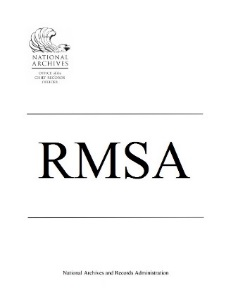 NATIONAL
ARCHIVES
RMSA
National Archives and Records Administration